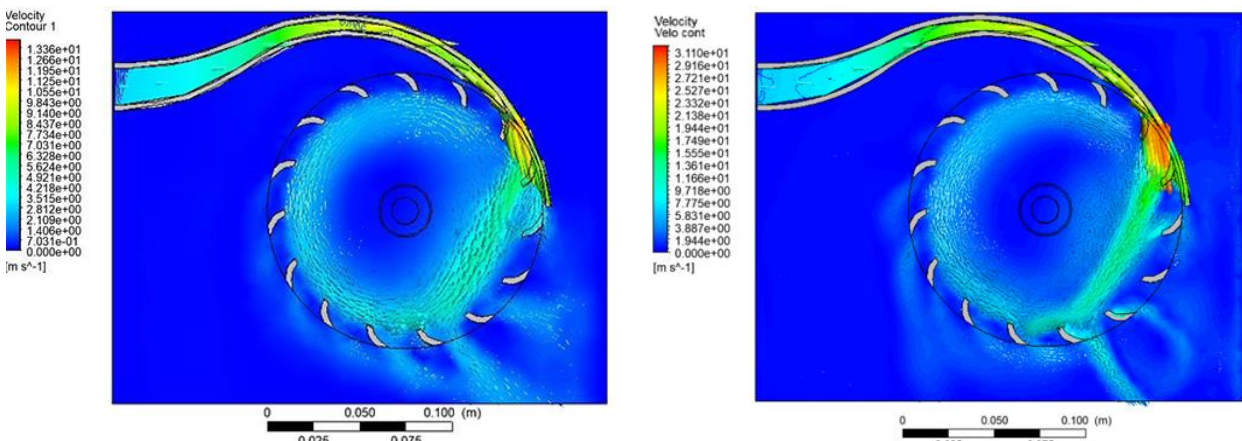 Velocity
Contour 1
1.336e+01
1.266e+01
1.195e+01
1.125e+01
1.055e+01
9.843e+00
9.140e+00
8.437e+00
7.734e+00
7.031e+00
6.328e+00
5.624e+00
4.921e+00
4.218e+00
3.515e+00
2.812e+00
2.109e+00
1.406e+00
7.031e-01
0.000e+00
[m s^-1]
0 0.050 0.100 (m)
0.025 0.075
Velocity
Velo cont
3.110e+01
2.916e+01
2.721e+01
2.527e+01
2.332e+01
2.138e+01
1.944e+01
1.749e+01
1.555e+01
1.361e+01
1.166e+01
9.718e+00
7.775e+00
5.831e+00
3.887e+00
1.944e+00
0.000e+00
[m s^-1]
0 0.050 0.100 (m)